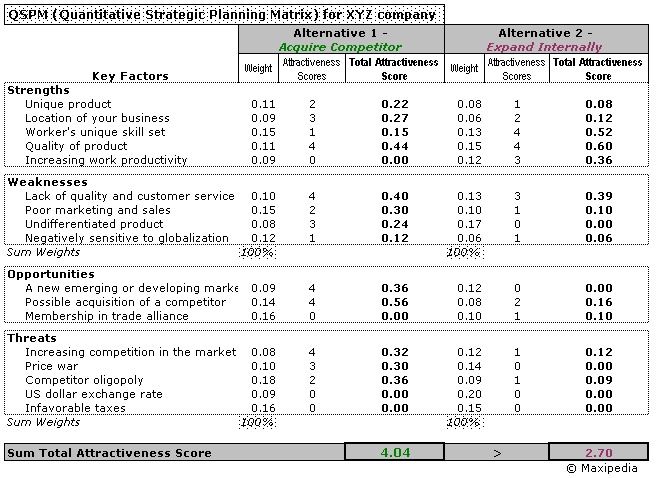 QSPM (Quantitative Strategic Planning Matrix) for XYZ company
Alternative 1 - Alternative 2 -
Acquire Competitor Expand Internally
Key Factors Weight Attractiveness Scores Total Attractiveness Score Weight Attractiveness Scores Total Attractiveness Score
Strengths
Unique product 0.11 2 0.22 0.08 1 0.08
Location of your business 0.09 3 0.27 0.06 2 0.12
Worker's unique skill set 0.15 1 0.15 0.13 4 0.52
Quality of product 0.11 4 0.44 0.15 4 0.60
Increasing work productivity 0.09 0 0.00 0.12 3 0.36
Weaknesses
Lack of quality and customer service 0.10 4 0.40 0.13 3 0.39
Poor marketing and sales 0.15 2 0.30 0.10 1 0.10
Undifferentiated product 0.08 3 0.24 0.17 0 0.00
Negatively sensitive to globalization 0.12 1 0.12 0.06 1 0.06
Sum Weights 100% 100%
Opportunities
A new emerging or developing marke 0.09 4 0.36 0.12 0 0.00
Possible acquisition of a competitor 0.14 4 0.56 0.08 2 0.16
Membership in trade alliance 0.16 0 0.00 0.10 1 0.10
Threats
Increasing competition in the market 0.08 4 0.32 0.12 1 0.12
Price war 0.10 3 0.30 0.14 0 0.00
Competitor oligopoly 0.18 2 0.36 0.09 1 0.09
US dollar exchange rate 0.09 0 0.00 0.20 0 0.00
Infavorable taxes 0.16 0 0.00 0.15 0 0.00
Sum Weights 100% 100%
Sum Total Attractiveness Score 4.04 > 2.70
© Maxipedia